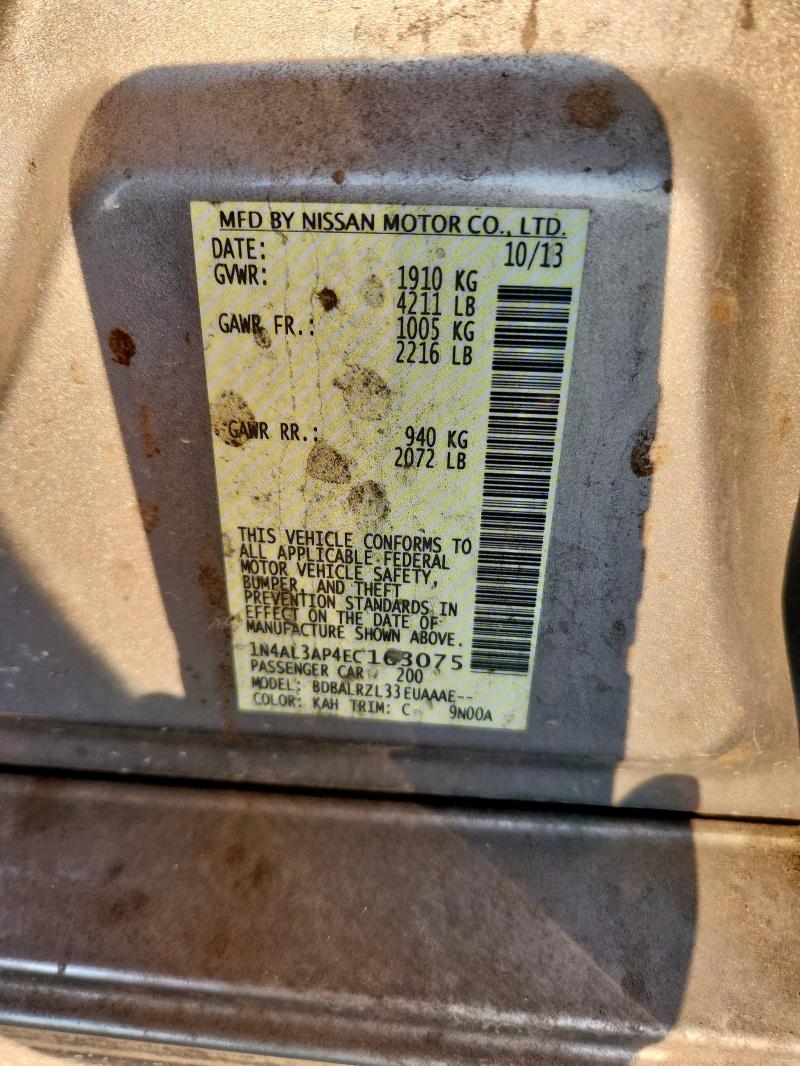 MFD BY NISSAN MOTOR CO., LTD.
DATE: 10/13
GVWR: 1910 KG
4211 LB
GAWR FR.: 1005 KG
2216 LB
GAWR RR.: 940 KG
2072 LB
THIS VEHICLE CONFORMS TO
ALL APPLICABLE FEDERAL
MOTOR VEHICLE SAFETY,
BUMPER, AND THEFT
PREVENTION STANDARDS IN
EFFECT ON THE DATE OF
MANUFACTURE SHOWN ABOVE.
1N4AL3AP4EC163075
PASSENGER CAR 200
MODEL: BDBALRZL33EUAAAE--
COLOR: KAH TRIM: C 9N00A